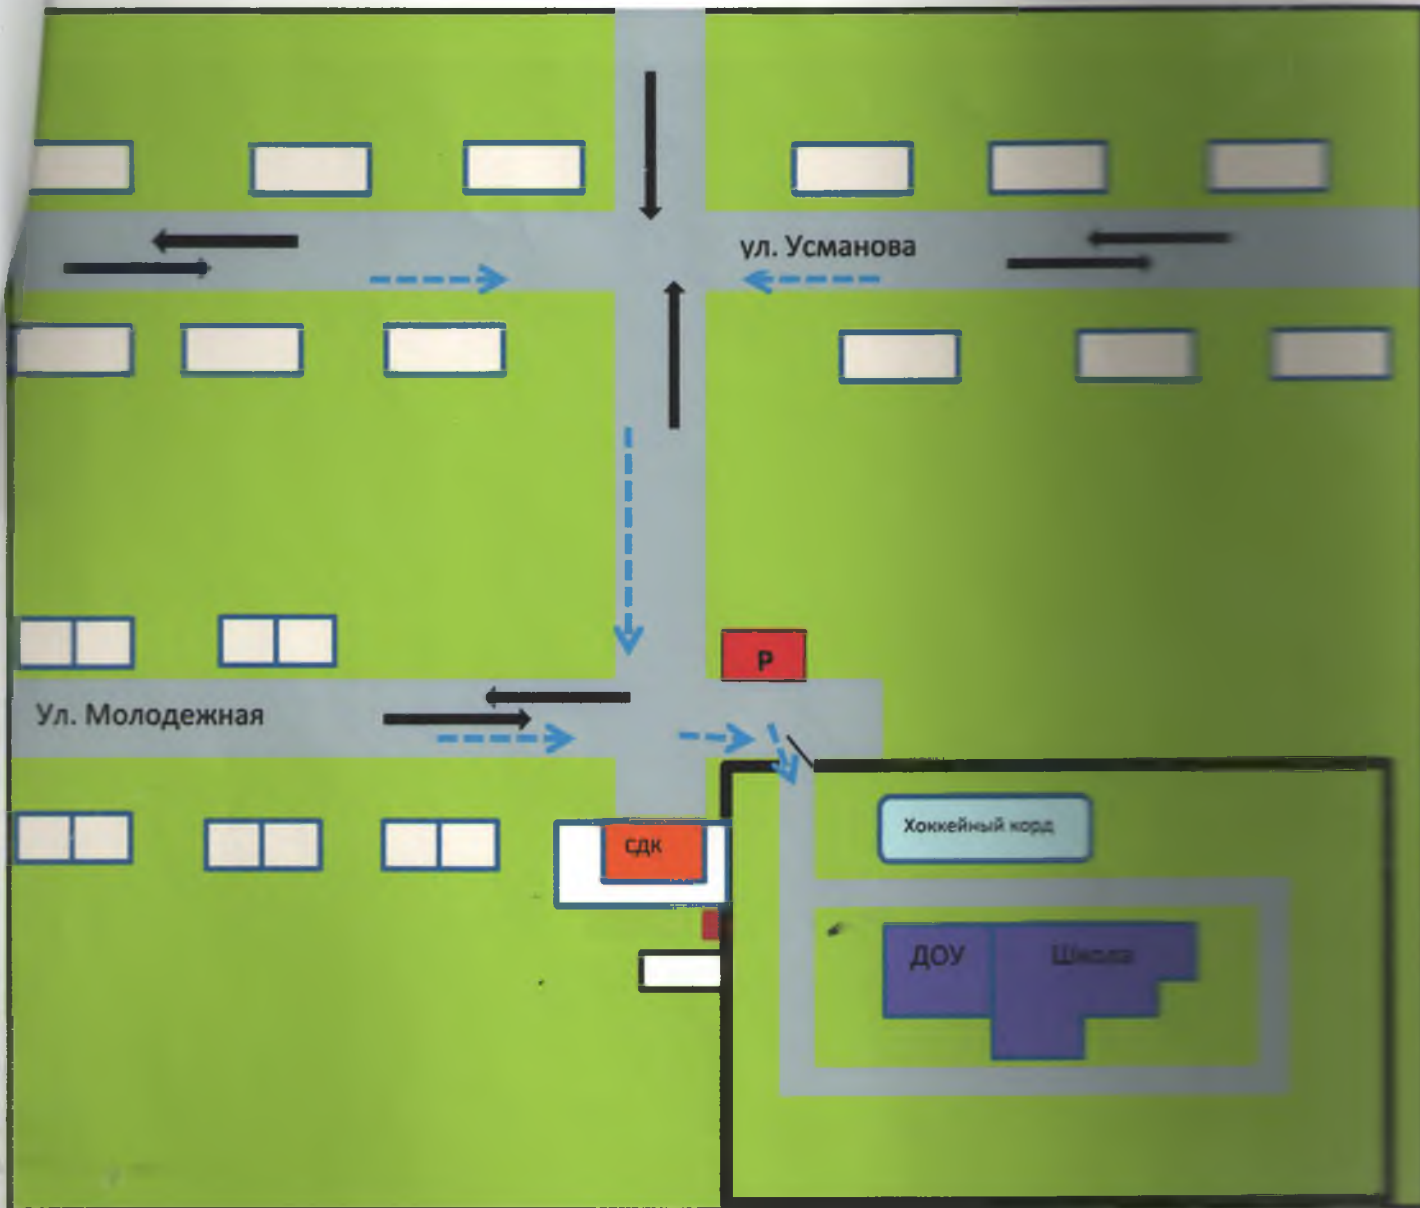 ул. Усманова
Р
Ул. Молодежная
Хоккейный корд
СДК
ДОУ
Школа